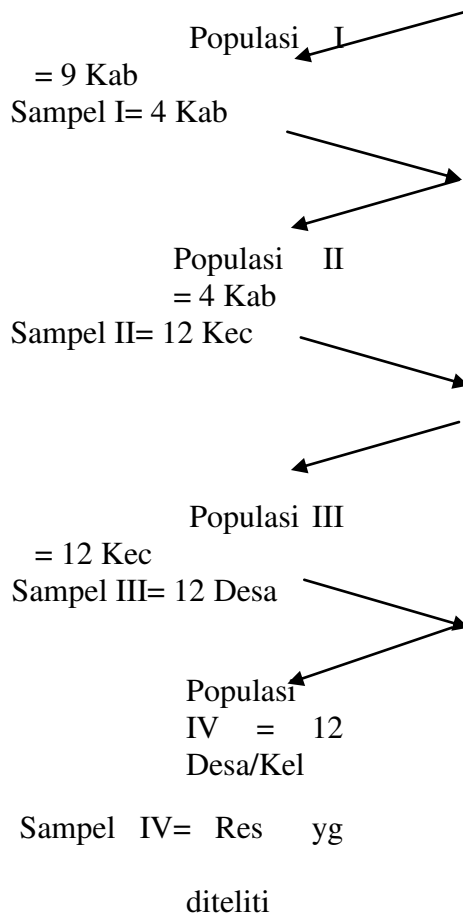 Populasi I
= 9 Kab
Sampel I= 4 Kab
Populasi II
= 4 Kab
Sampel II= 12 Kec
Populasi III
= 12 Kec
Sampel III= 12 Desa
Populasi
IV = 12
Desa/Kel
Sampel IV= Res yg
diteliti